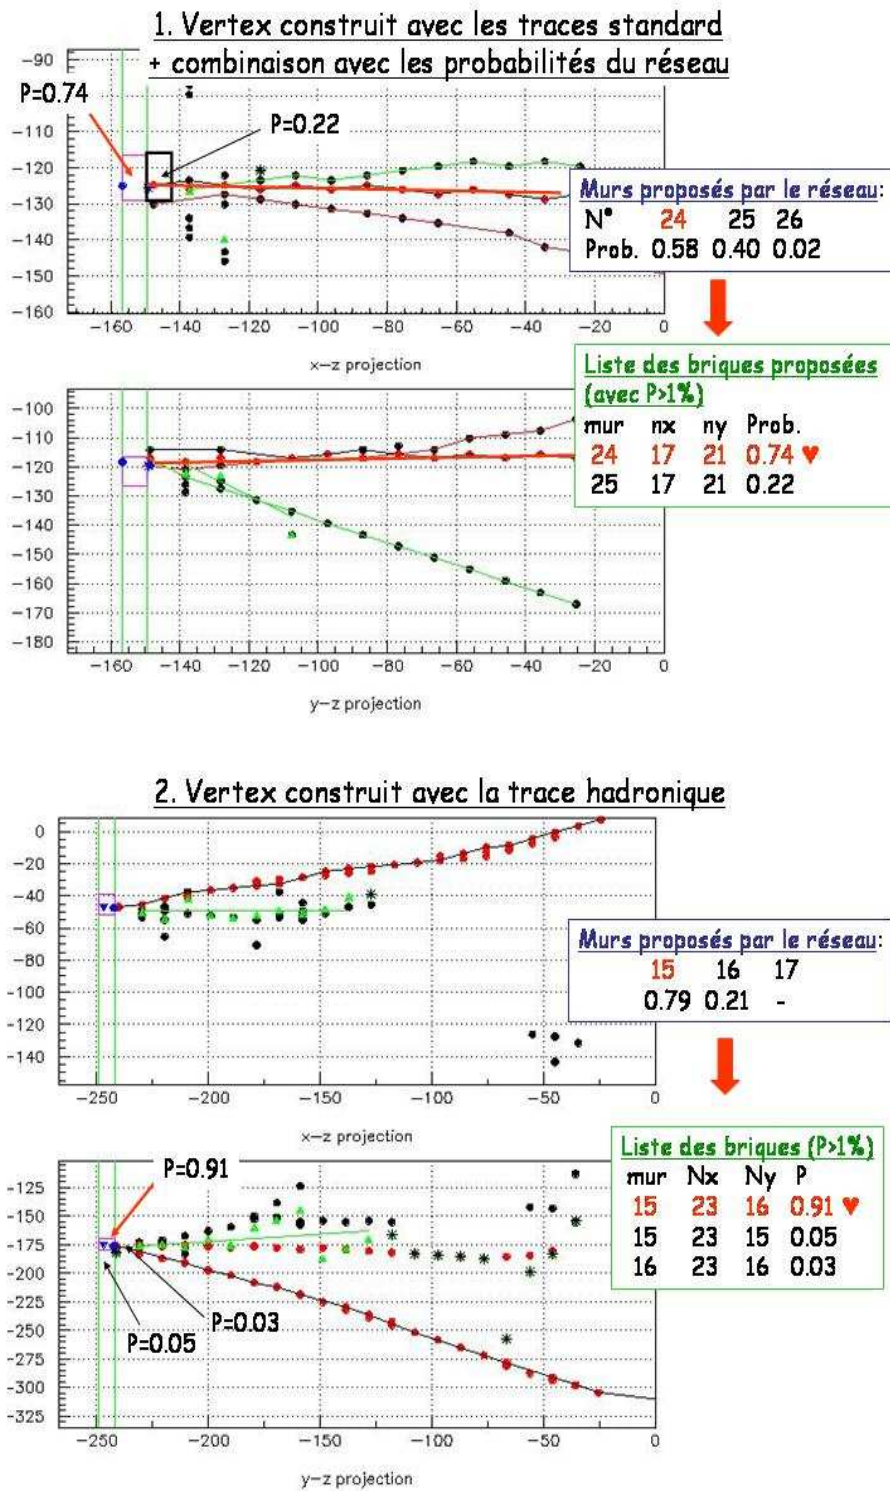 1. Vertex construit avec les traces standard
+ combinaison avec les probabilités du réseau
P=0.74
P=0.22
-90
-110
-120
-130
-140
-150
-160
-160 -140 -120 -100 -80 -60 -40 -20 0
x-z projection
Murs proposés par le réseau:
N° 24 25 26
Prob. 0.58 0.40 0.02
Liste des briques proposées
(avec P>1%)
mur nx ny Prob.
24 17 21 0.74 ♥
25 17 21 0.22
-100
-110
-120
-130
-140
-150
-160
-170
-180
-160 -140 -120 -100 -80 -60 -40 -20 0
y-z projection
2. Vertex construit avec la trace hadronique
0
-20
-40
-60
-80
-100
-120
-140
-250 -200 -150 -100 -50 0
x-z projection
Murs proposés par le réseau:
15 16 17
0.79 0.21 -
Liste des briques (P>1%)
mur Nx Ny P
15 23 16 0.91 ♥
15 23 15 0.05
16 23 16 0.03
P=0.91
-125
-150
-175
-200
-225
-250
-275
-300
-325
P=0.03
P=0.05
-250 -200 -150 -100 -50 0
y-z projection